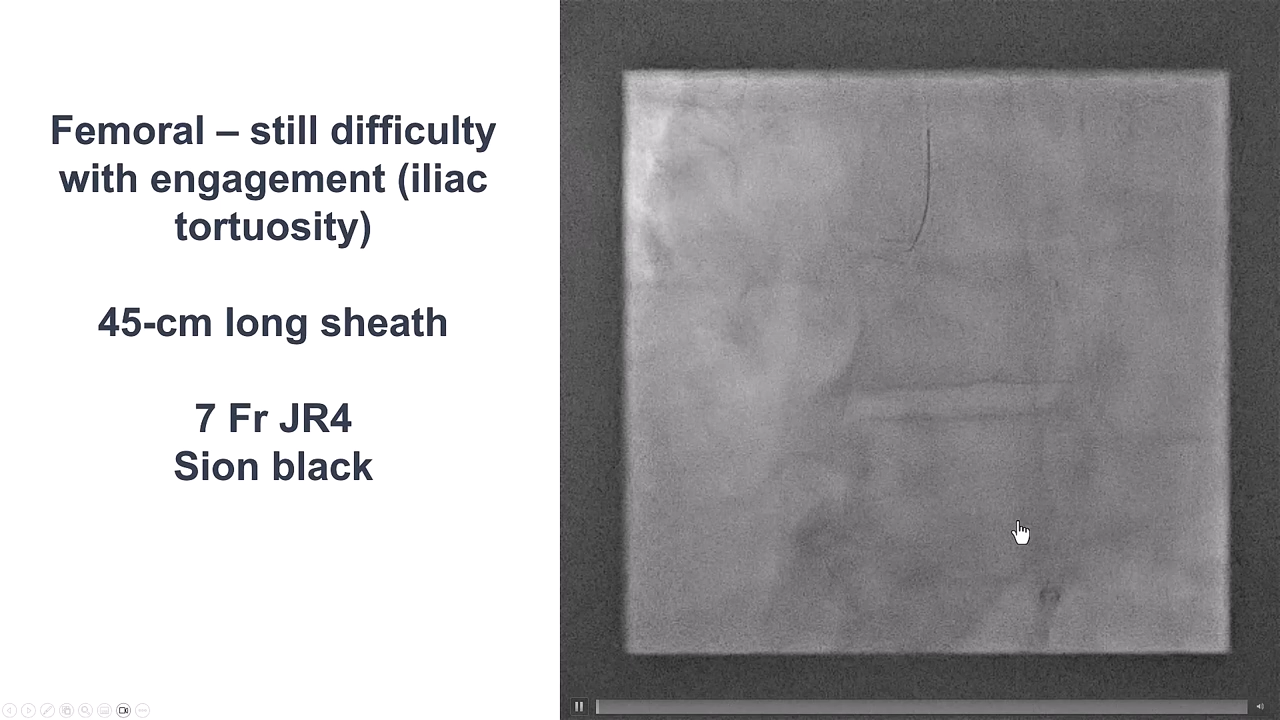 Femoral – still difficulty
with engagement (iliac
tortuosity)
45-cm long sheath
7 Fr JR4
Sion black